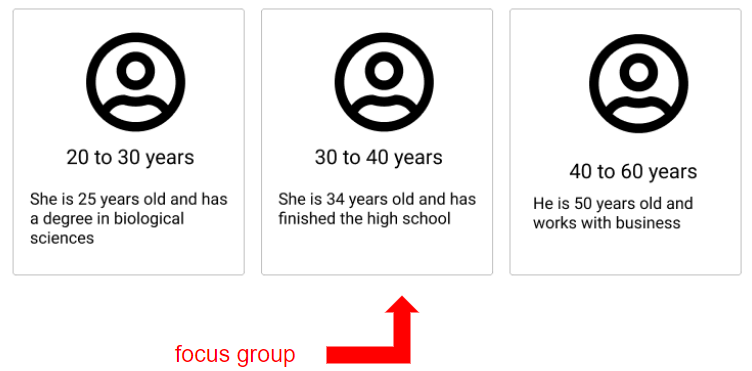 20 to 30 years
She is 25 years old and has
a degree in biological
sciences
30 to 40 years
She is 34 years old and has
finished the high school
40 to 60 years
He is 50 years old and
works with business
focus group